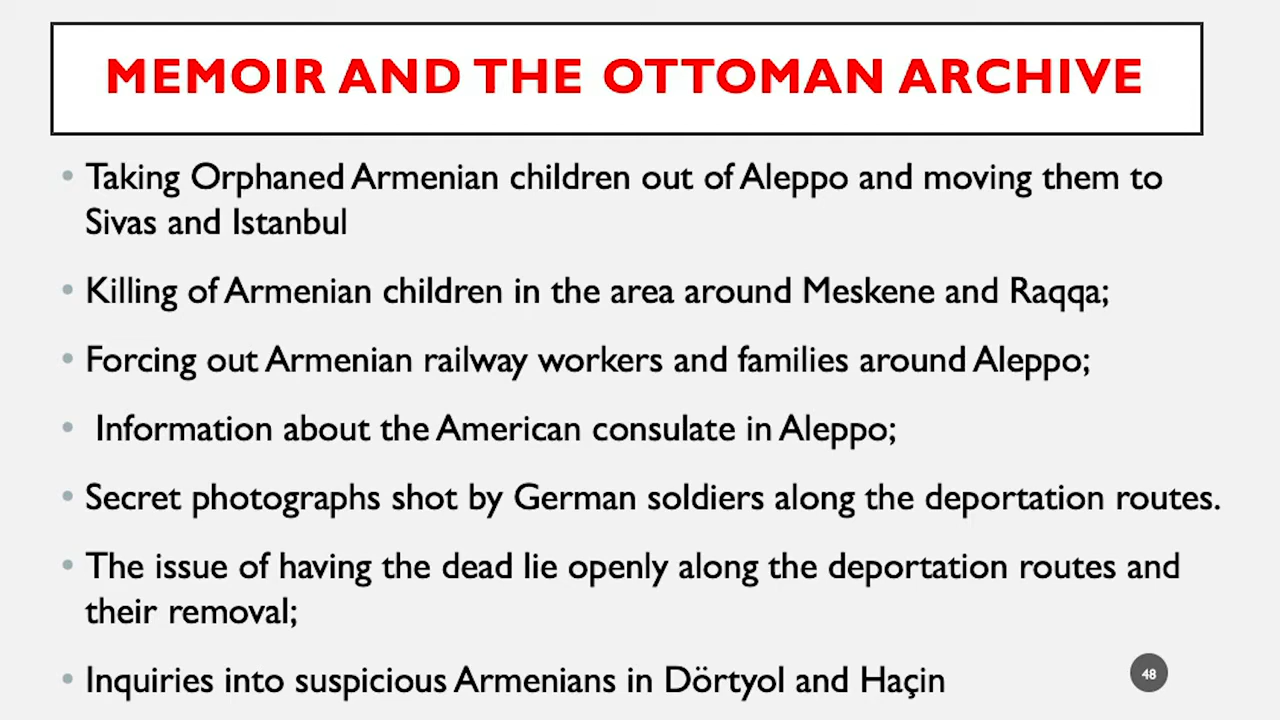 MEMOIR AND THE OTTOMAN ARCHIVE
• Taking Orphaned Armenian children out of Aleppo and moving them to
Sivas and Istanbul
• Killing of Armenian children in the area around Meskene and Raqqa;
• Forcing out Armenian railway workers and families around Aleppo;
• Information about the American consulate in Aleppo;
• Secret photographs shot by German soldiers along the deportation routes.
• The issue of having the dead lie openly along the deportation routes and
their removal;
• Inquiries into suspicious Armenians in Dörtyol and Haçin
48